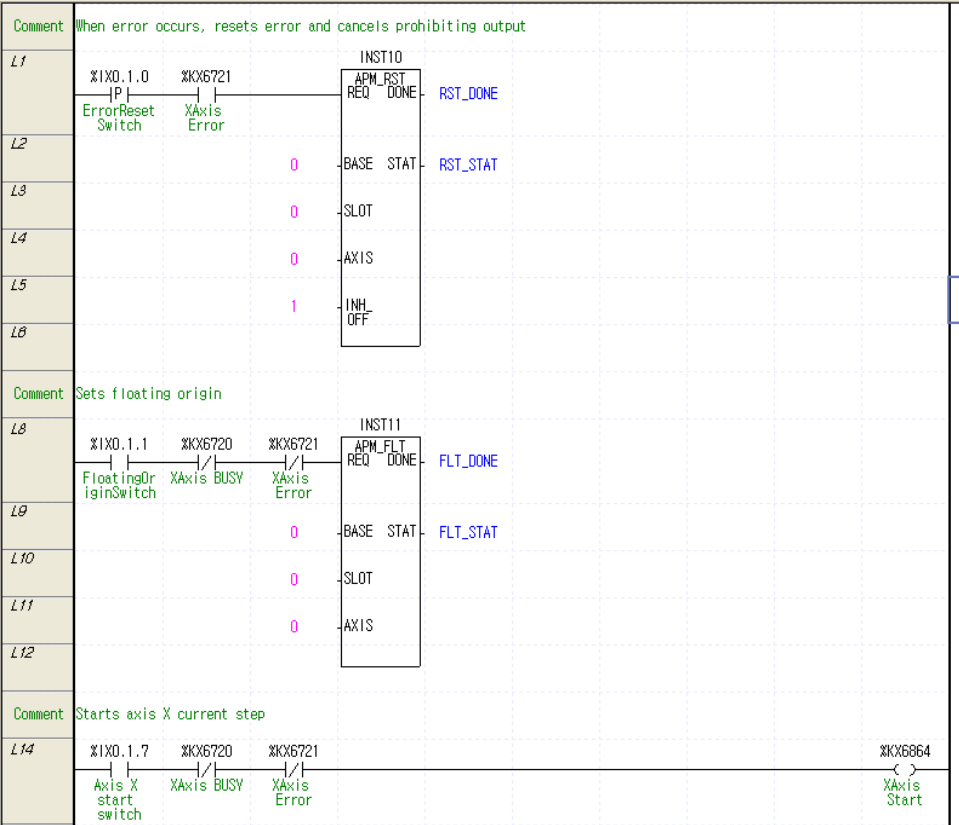 Comment When error occurs, resets error and cancels prohibiting output
L1
INST10
%IX0.1.0 %KX6721 APM_RST
P REQ DONE RST_DONE
ErrorReset XAxis
Switch Error
L2
0 BASE STAT RST_STAT
L3
0 SLOT
L4
0 AXIS
L5
1 INH_
OFF
L6
Comment Sets floating origin
L8
INST11
%IX0.1.1 %KX6720 %KX6721 APM_FLT
REQ DONE FLT_DONE
FloatingOr XAxis BUSY XAxis
iginSwitch Error
L9
0 BASE STAT FLT_STAT
L10
0 SLOT
L11
0 AXIS
L12
Comment Starts axis X current step
L14
%IX0.1.7 %KX6720 %KX6721 %KX6864
Axis X XAxis BUSY XAxis XAxis
start Error Start
switch